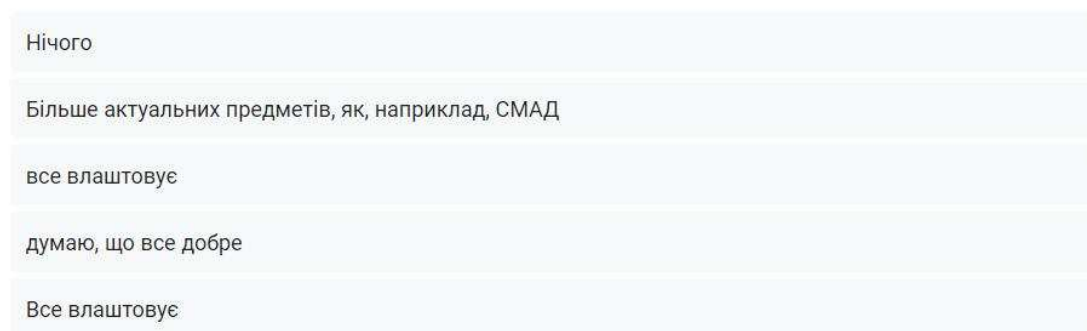 Нічого
Більше актуальних предметів, як, наприклад, СМАД
все влаштовує
думаю, що все добре
Все влаштовує